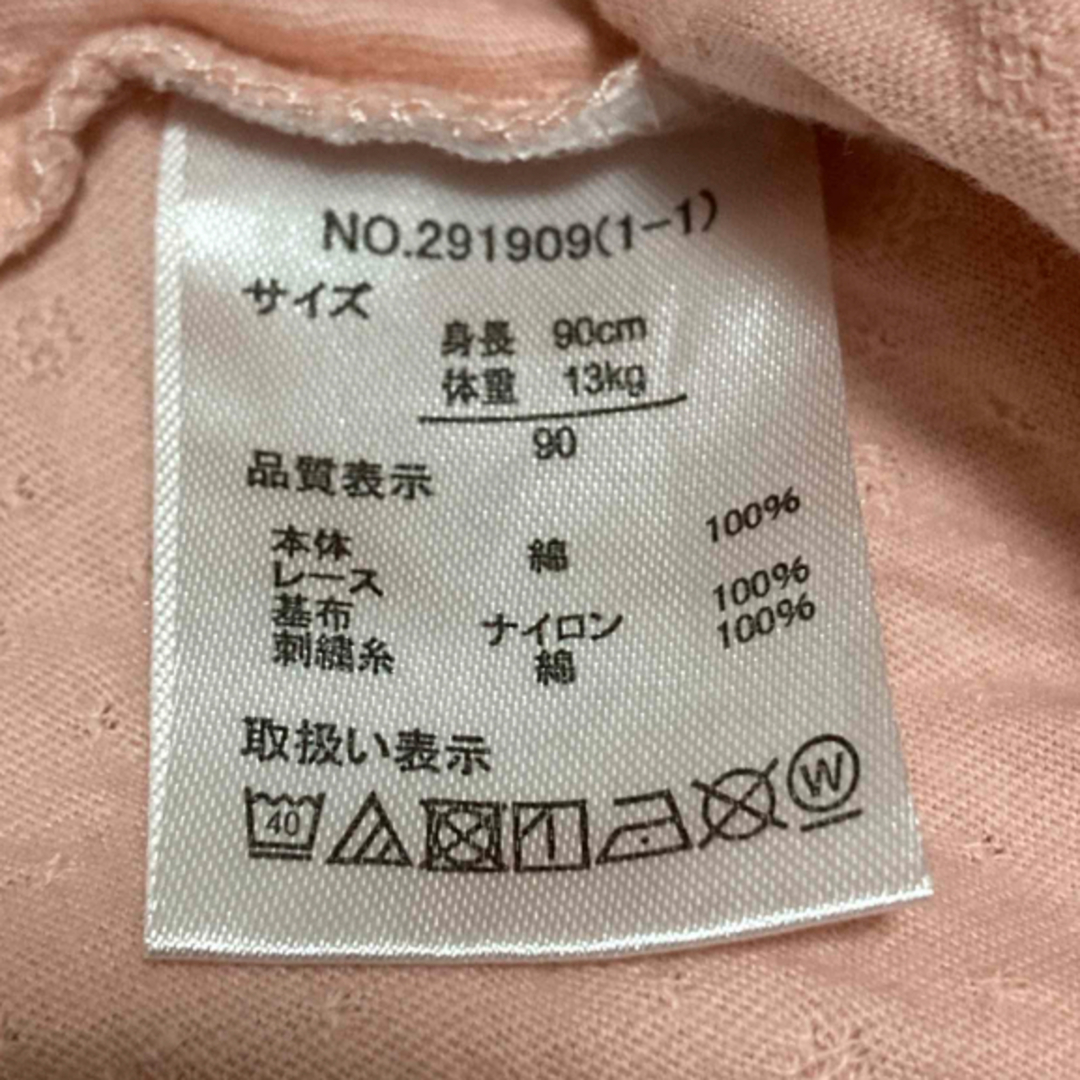 NO.291909(1-1)
サイズ
身長 90cm
体重 13kg
90
品質表示
本体 綿 100%
レース
基布 ナイロン 100%
刺繍糸 綿 100%
取扱い表示
40
W